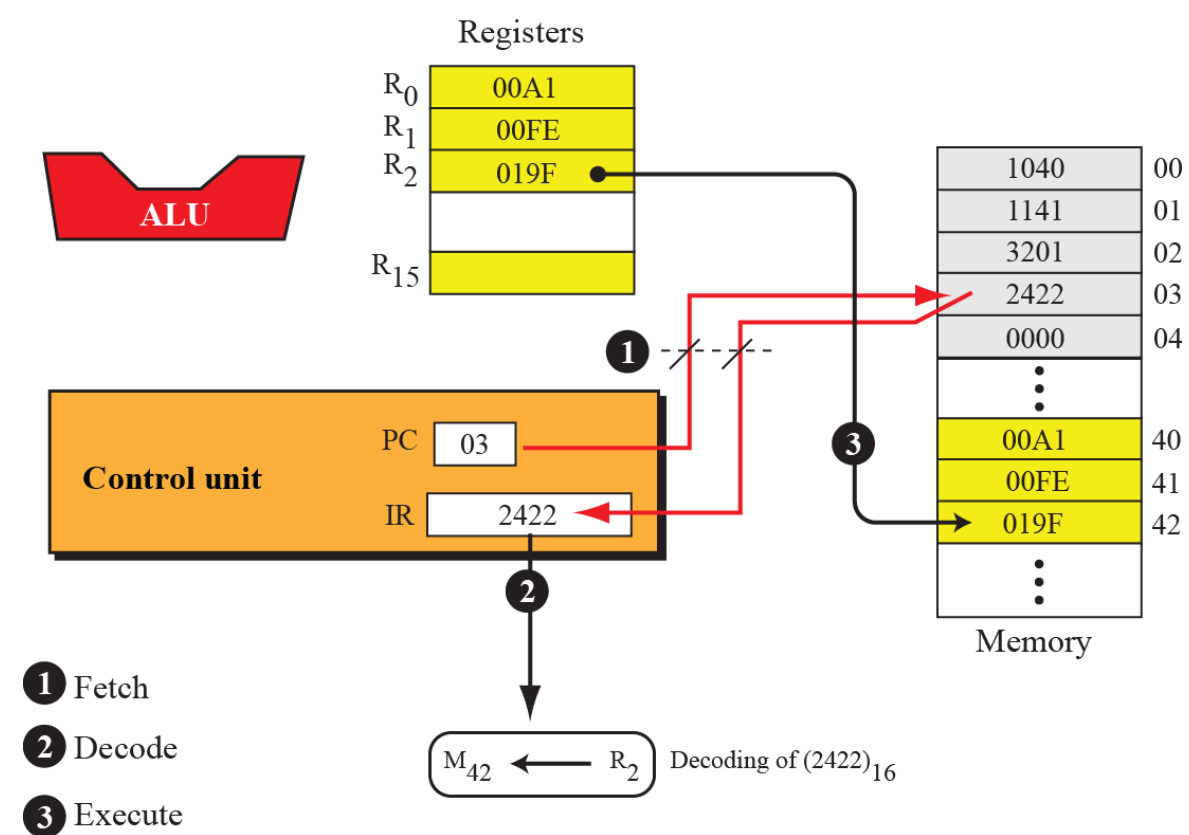 Registers
R0 00A1
R1 00FE
R2 019F
R15
ALU
1040 00
1141 01
3201 02
2422 03
0000 04
00A1 40
00FE 41
019F 42
Memory
1
3
Control unit
PC 03
IR 2422
2
M42 ← R2 Decoding of (2422)16
1 Fetch
2 Decode
3 Execute